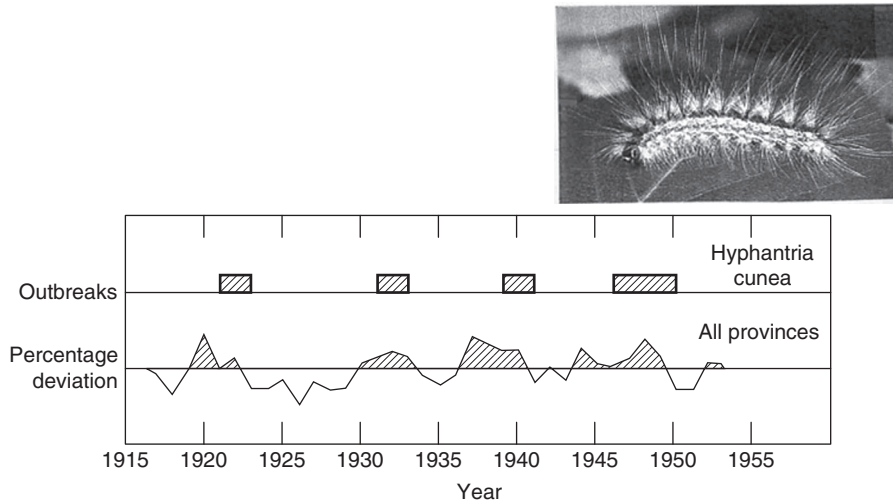 Hyphantria
cunea
Outbreaks
All provinces
Percentage
deviation
1915 1920 1925 1930 1935 1940 1945 1950 1955
Year